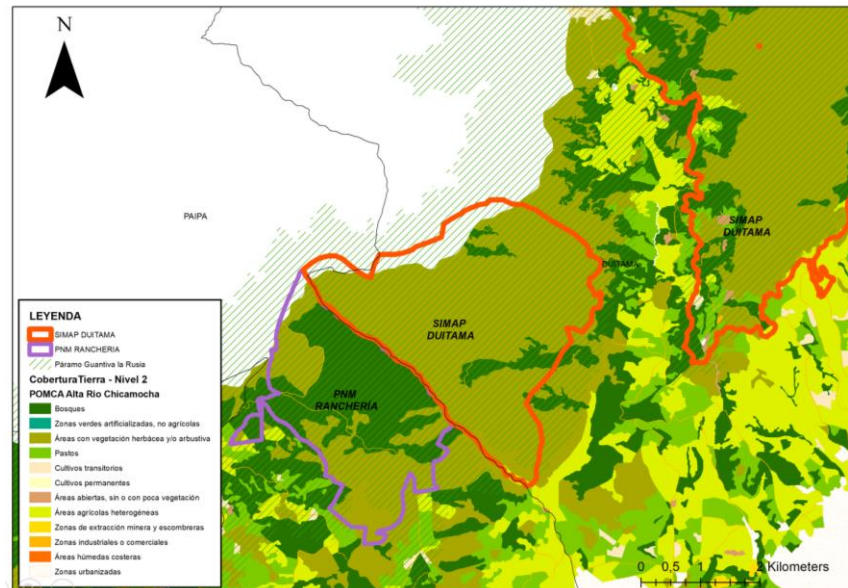 N
PAIPA
SIMAP
DUITAMA
DUITAMA
SIMAP
DUITAMA
PNM
RANCHERÍA
LEYENDA
SIMAP DUITAMA
PNM RANCHERIA
Páramo Guantiva la Rusia
CoberturaTierra - Nivel 2
POMCA Alta Rio Chicamocha
Bosques
Zonas verdes artificializadas, no agrícolas
Áreas con vegetación herbácea y/o arbustiva
Pastos
Cultivos transitorios
Cultivos permanentes
Áreas abiertas, sin o con poca vegetación
Áreas agrícolas heterogéneas
Zonas de extracción minera y escombreras
Zonas industriales o comerciales
Áreas húmedas costeras
Zonas urbanizadas
0 0,5 1 2 Kilometers